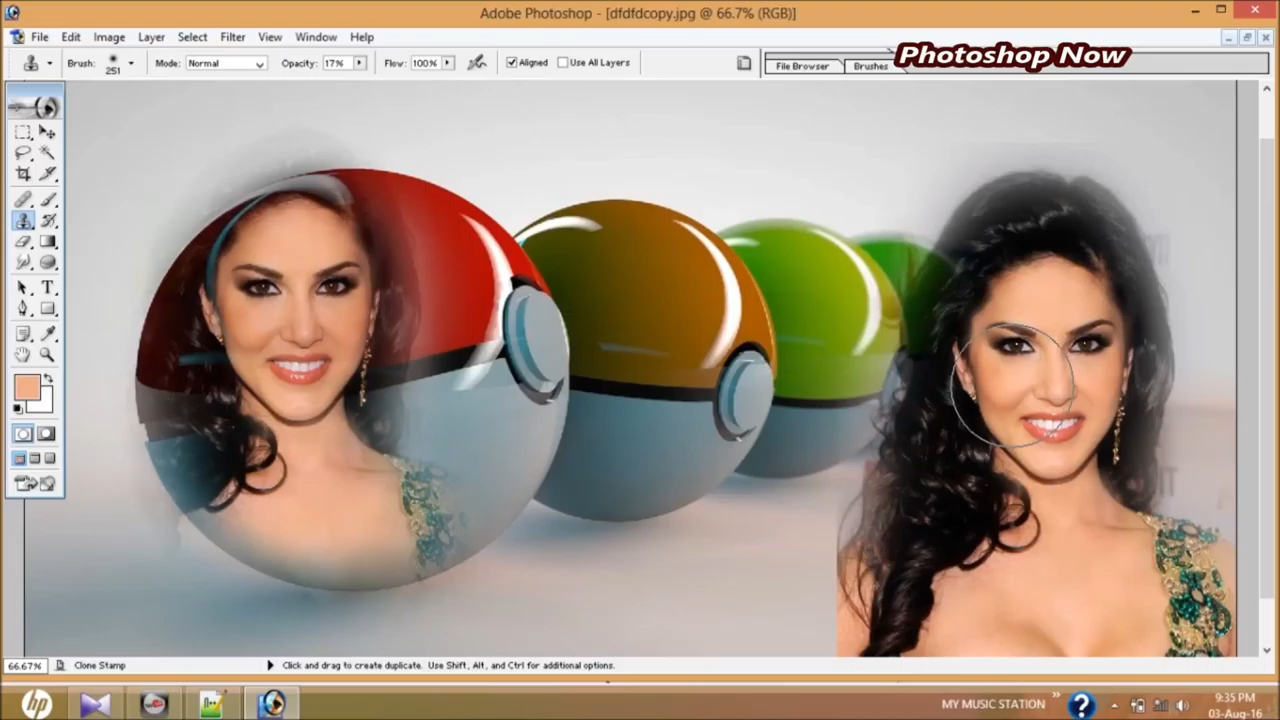 Adobe Photoshop - [dfdfdcopy.jpg @ 66.7% (RGB)]
File Edit Image Layer Select Filter View Window Help
Brush: 251 Mode: Normal Opacity: 17% Flow: 100% Aligned Use All Layers File Browser Brushes
Photoshop Now
T
66.67% Clone Stamp Click and drag to create duplicate. Use Shift, Alt, and Ctrl for additional options.
hp MY MUSIC STATION 9:35 PM
03-Aug-16